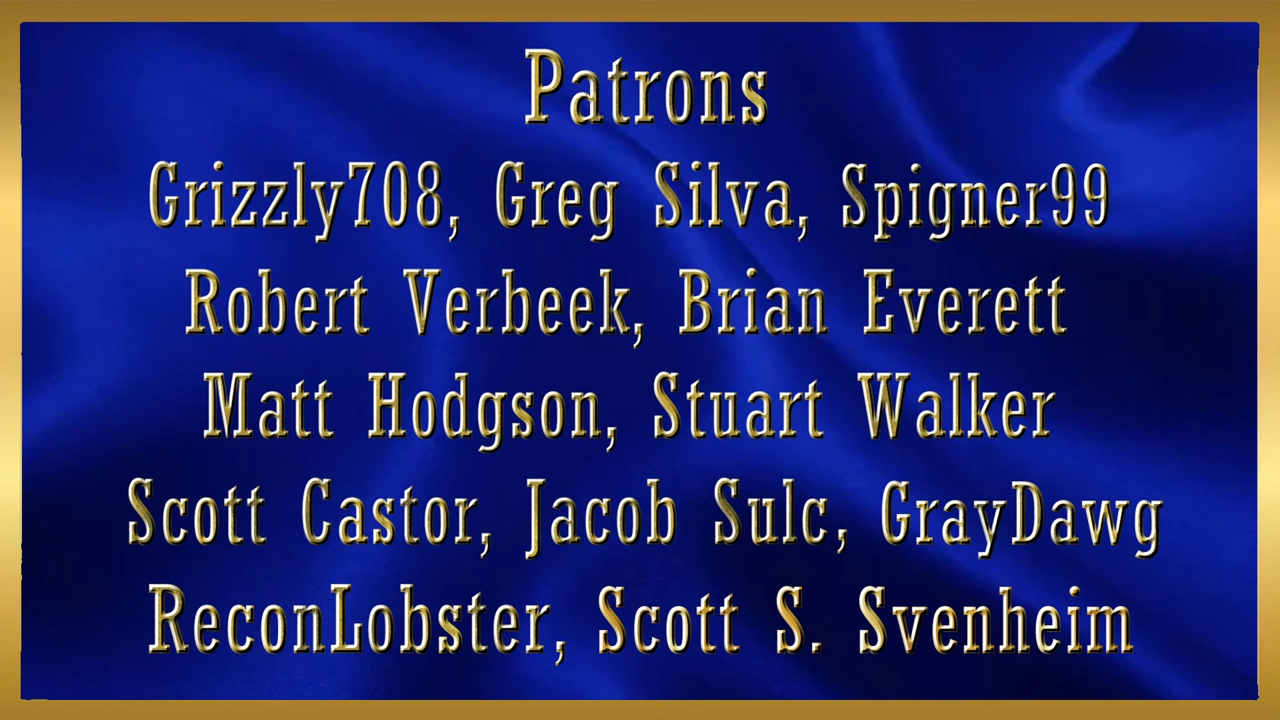 Patrons
Grizzly708, Greg Silva, Spigner99
Robert Verbeek, Brian Everett
Matt Hodgson, Stuart Walker
Scott Castor, Jacob Sulc, GrayDawg
ReconLobster, Scott S. Svenheim